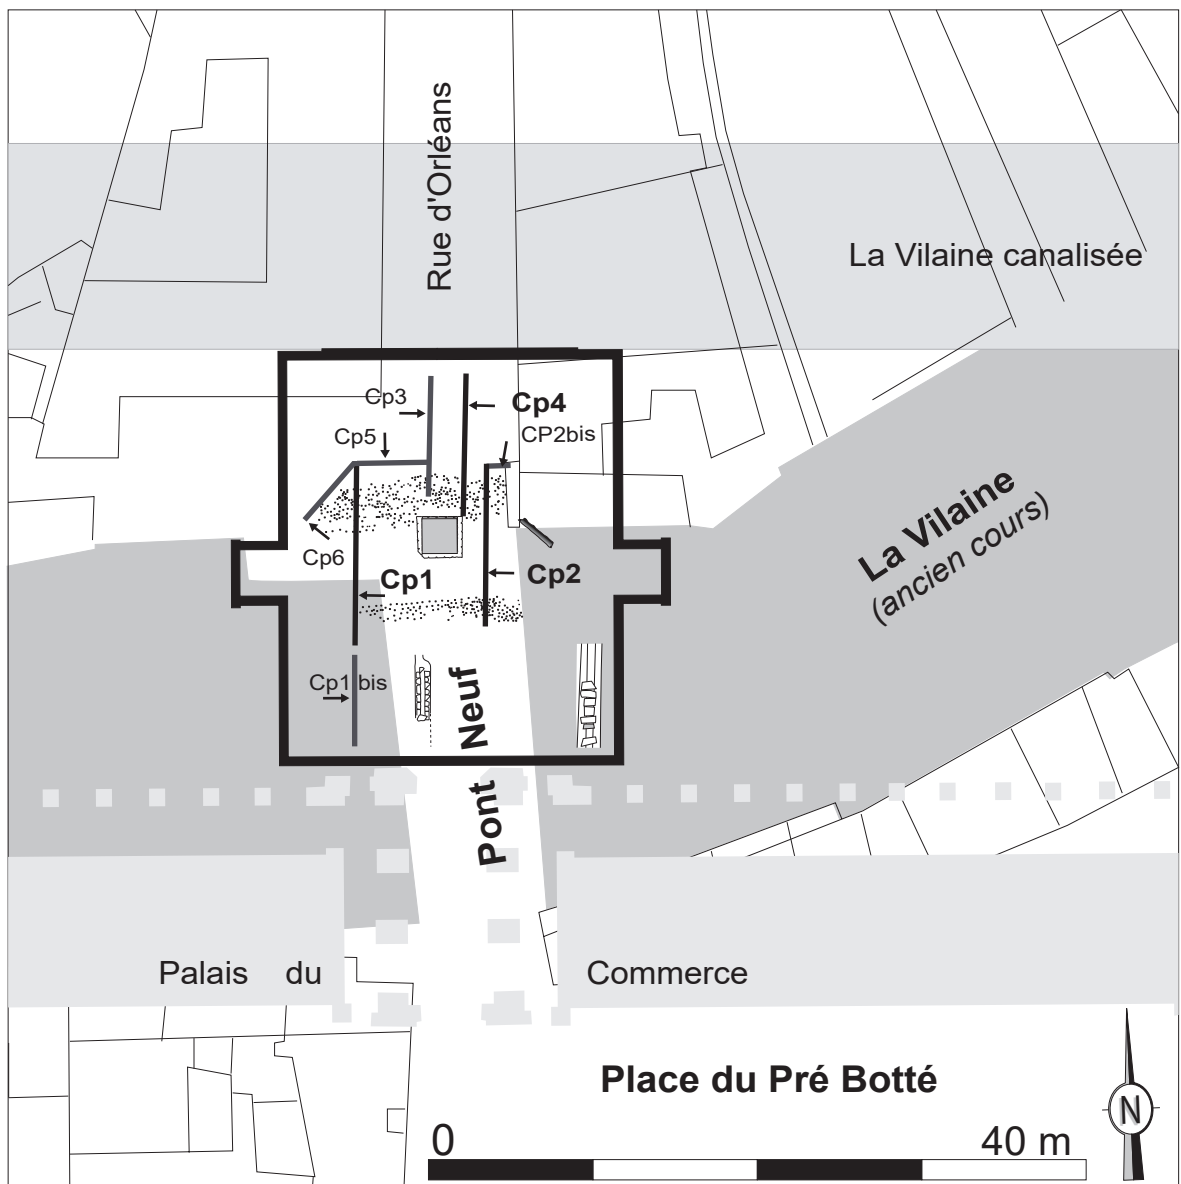 Rue d'Orléans
La Vilaine canalisée
Cp3
Cp4
Cp5
CP2bis
Cp6
Cp1
Cp2
La Vilaine
(ancien cours)
Cp1 bis
Pont Neuf
Palais du Commerce
Place du Pré Botté
N
0 40 m